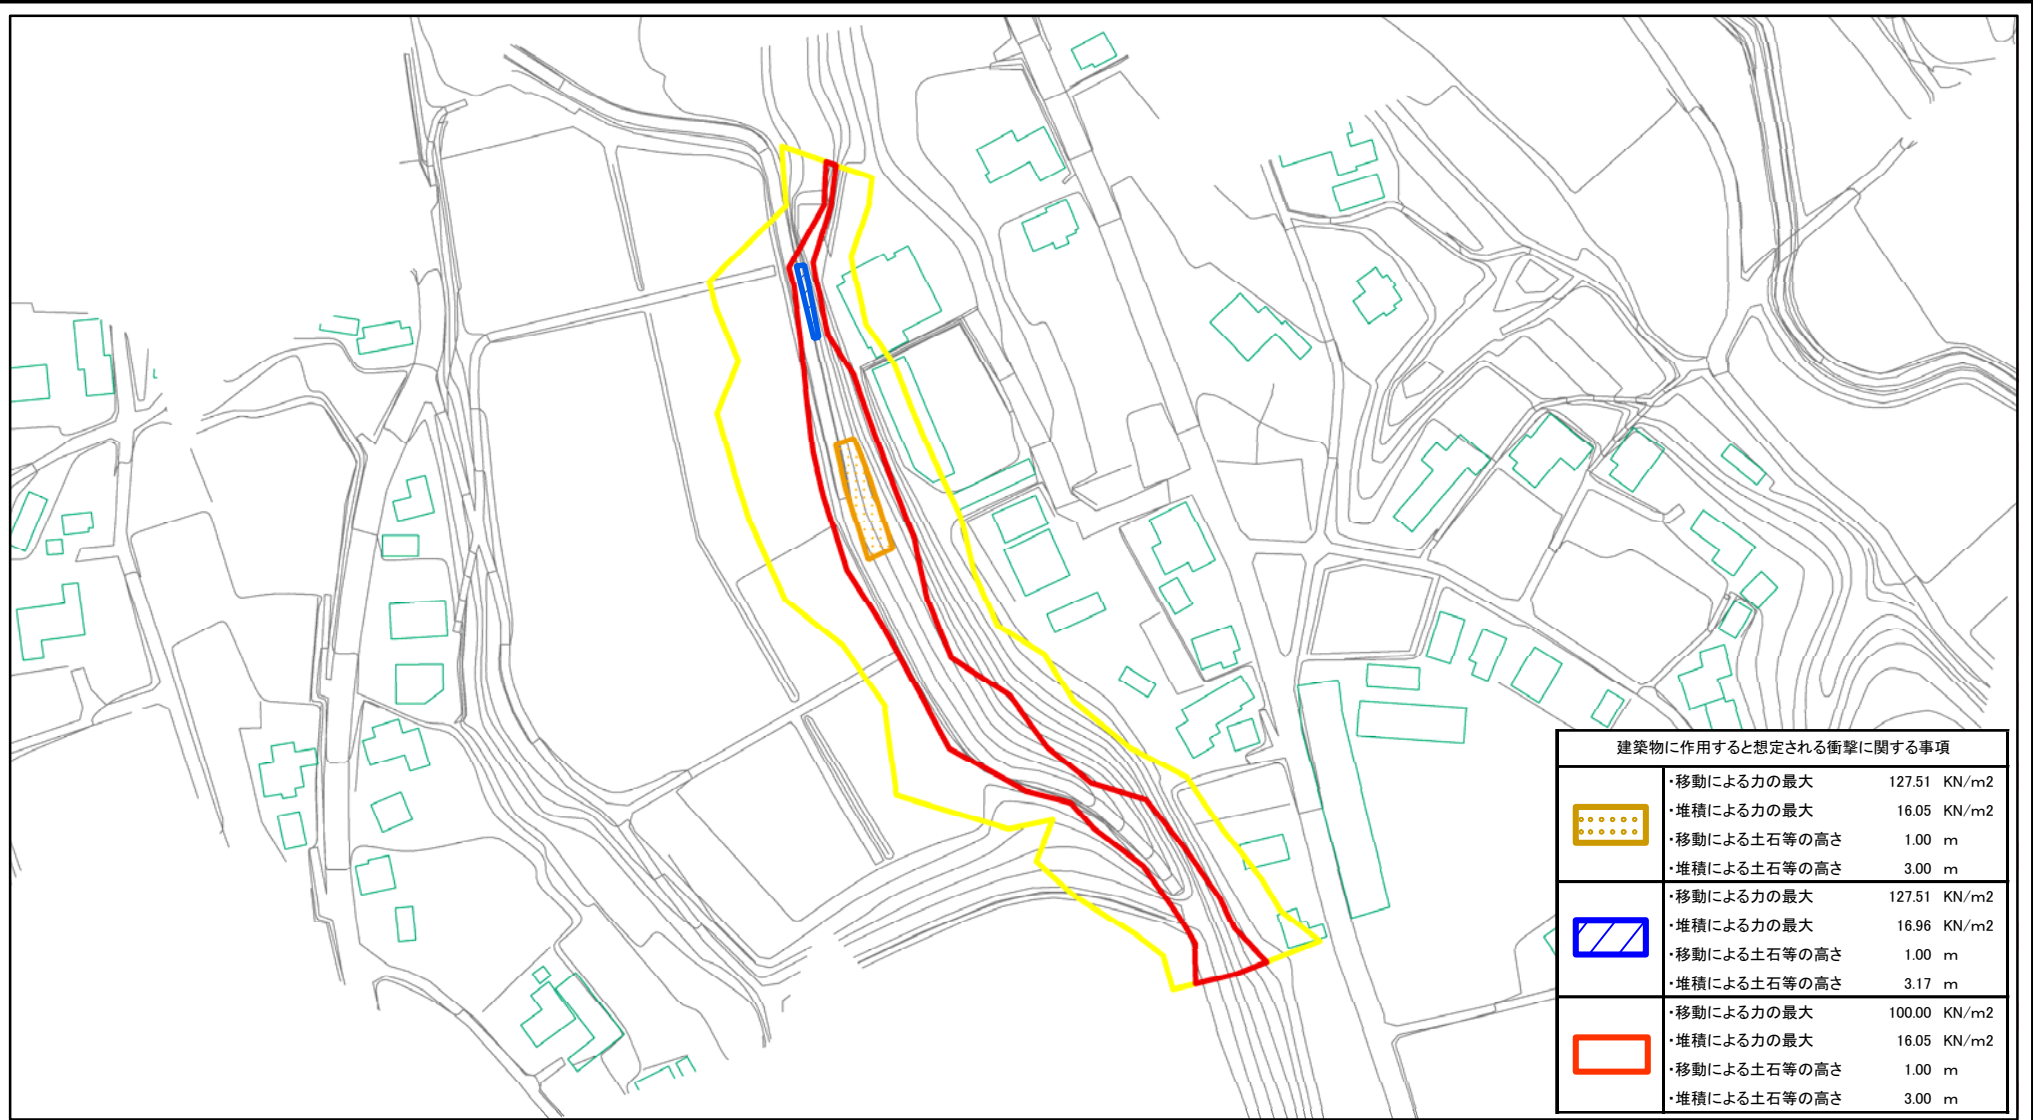 建築物に作用すると想定される衝撃に関する事項
・移動による力の最大 127.51 KN/m2
・堆積による力の最大 16.05 KN/m2
・移動による土石等の高さ 1.00 m
・堆積による土石等の高さ 3.00 m
・移動による力の最大 127.51 KN/m2
・堆積による力の最大 16.96 KN/m2
・移動による土石等の高さ 1.00 m
・堆積による土石等の高さ 3.17 m
・移動による力の最大 100.00 KN/m2
・堆積による力の最大 16.05 KN/m2
・移動による土石等の高さ 1.00 m
・堆積による土石等の高さ 3.00 m